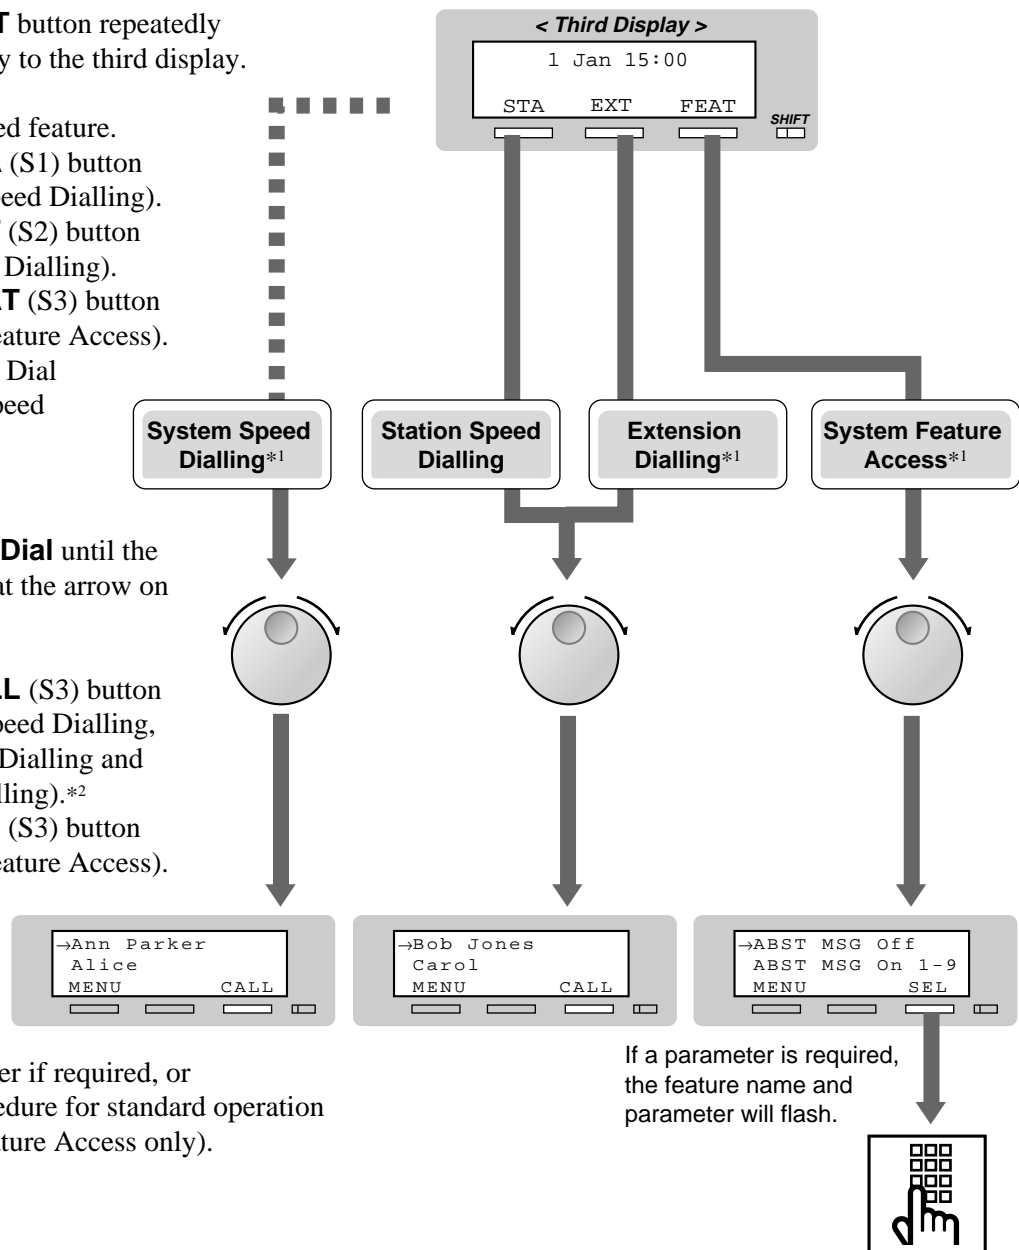 T button repeatedly
y to the third display.
ed feature.
(S1) button
eed Dialling).
(S2) button
Dialling).
AT (S3) button
eature Access).
Dial
peed
Dial until the
at the arrow on
LL (S3) button
peed Dialling,
Dialling and
lling).*2
(S3) button
eature Access).
< Third Display >
1 Jan 15:00
STA EXT FEAT
SHIFT
System Speed
Dialling*1
Station Speed
Dialling
Extension
Dialling*1
System Feature
Access*1
→Ann Parker
Alice
MENU CALL
→Bob Jones
Carol
MENU CALL
→ABST MSG Off
ABST MSG On 1-9
MENU SEL
er if required, or
edure for standard operation
ature Access only).
If a parameter is required,
the feature name and
parameter will flash.